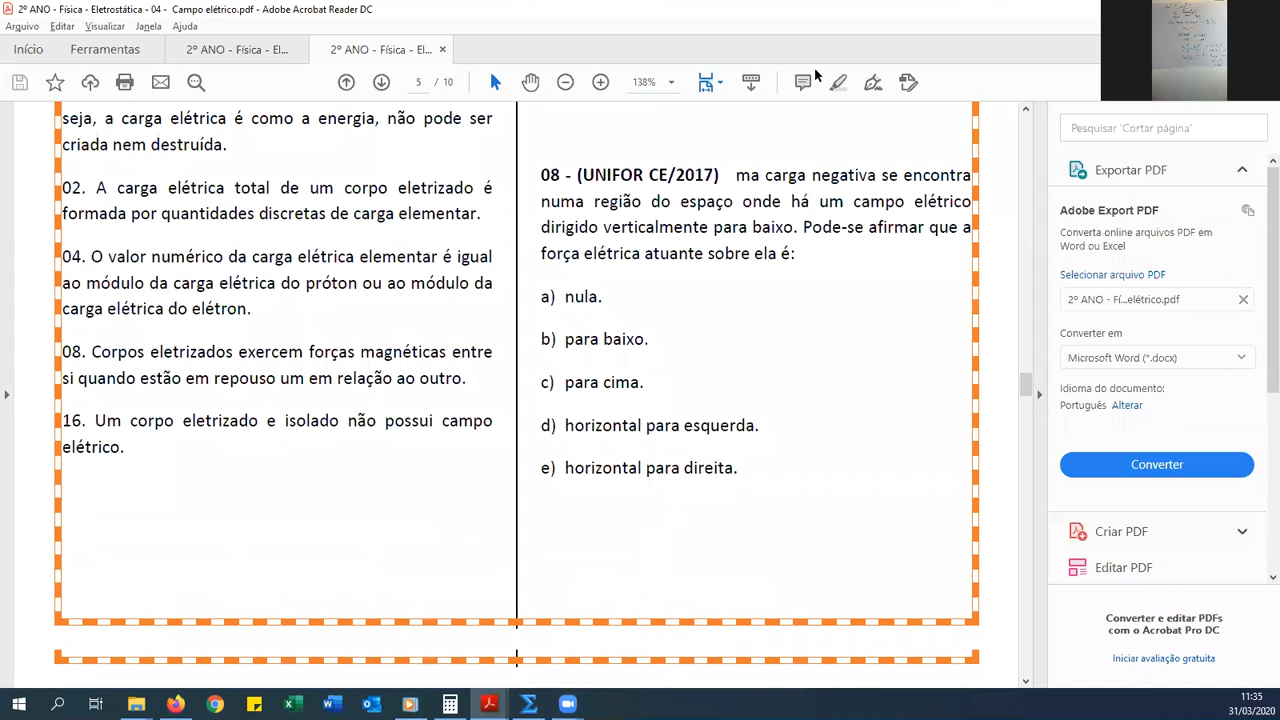 2º ANO - Física - Eletrostática - 04 - Campo elétrico.pdf - Adobe Acrobat Reader DC
Arquivo Editar Visualizar Janela Ajuda
Início Ferramentas 2º ANO - Física - El... 2º ANO - Física - El... ×
5 / 10 138%
seja, a carga elétrica é como a energia, não pode ser
criada nem destruída.
02. A carga elétrica total de um corpo eletrizado é
formada por quantidades discretas de carga elementar.
04. O valor numérico da carga elétrica elementar é igual
ao módulo da carga elétrica do próton ou ao módulo da
carga elétrica do elétron.
08. Corpos eletrizados exercem forças magnéticas entre
si quando estão em repouso um em relação ao outro.
16. Um corpo eletrizado e isolado não possui campo
elétrico.
08 - (UNIFOR CE/2017) ma carga negativa se encontra
numa região do espaço onde há um campo elétrico
dirigido verticalmente para baixo. Pode-se afirmar que a
força elétrica atuante sobre ela é:
a) nula.
b) para baixo.
c) para cima.
d) horizontal para esquerda.
e) horizontal para direita.
Pesquisar 'Cortar página'
Exportar PDF
Adobe Export PDF
Converta online arquivos PDF em
Word ou Excel
Selecionar arquivo PDF
2º ANO - Fí...elétrico.pdf
Converter em
Microsoft Word (*.docx)
Idioma do documento:
Português Alterar
Converter
Criar PDF
Editar PDF
Converter e editar PDFs
com o Acrobat Pro DC
Iniciar avaliação gratuita
11:35
31/03/2020